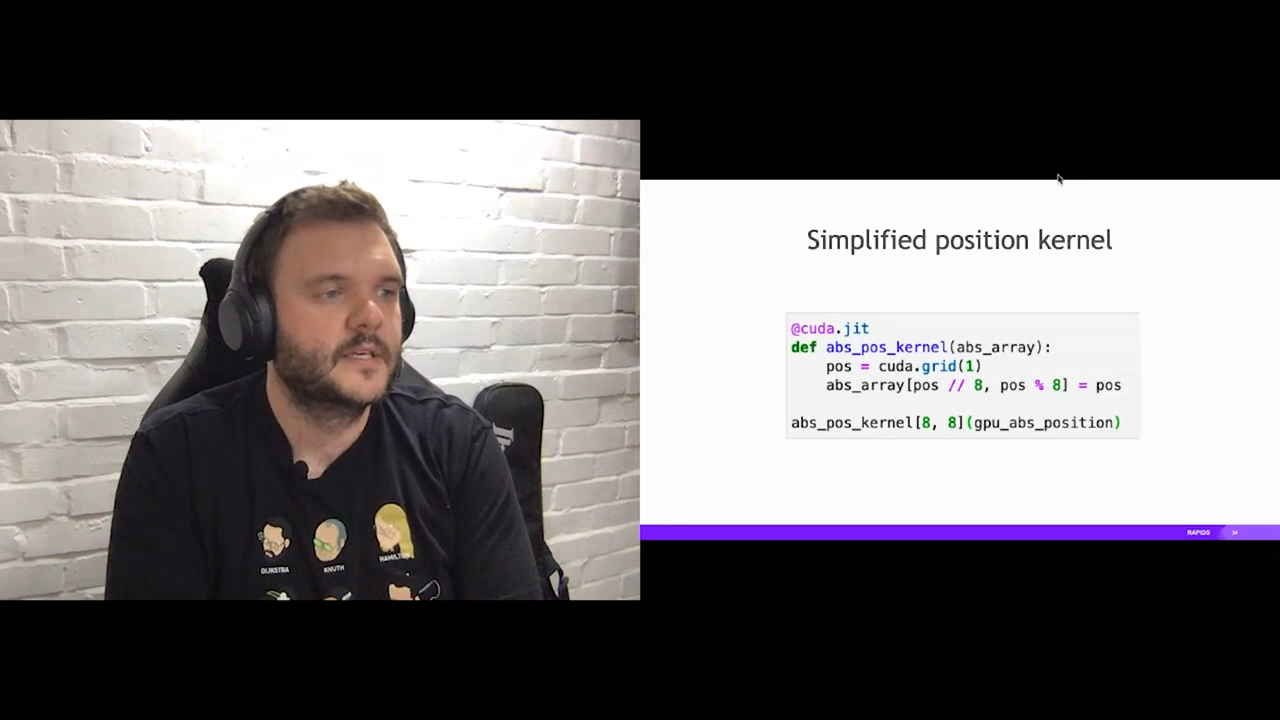 Simplified position kernel
@cuda.jit
def abs_pos_kernel(abs_array):
    pos = cuda.grid(1)
    abs_array[pos // 8, pos % 8] = pos
abs_pos_kernel[8, 8](gpu_abs_position)
RAPIDS
DIJKSTRA
KNUTH
HAMILTON